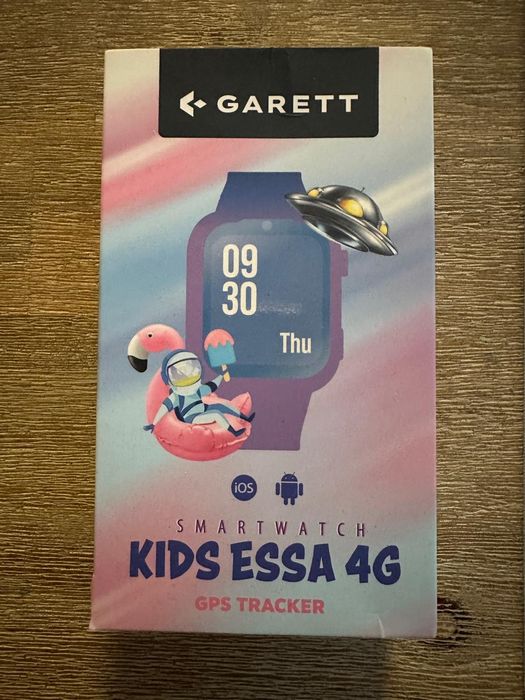 GARETT
09
30
Thu
iOS
SMARTWATCH
KIDS ESSA 4G
GPS TRACKER